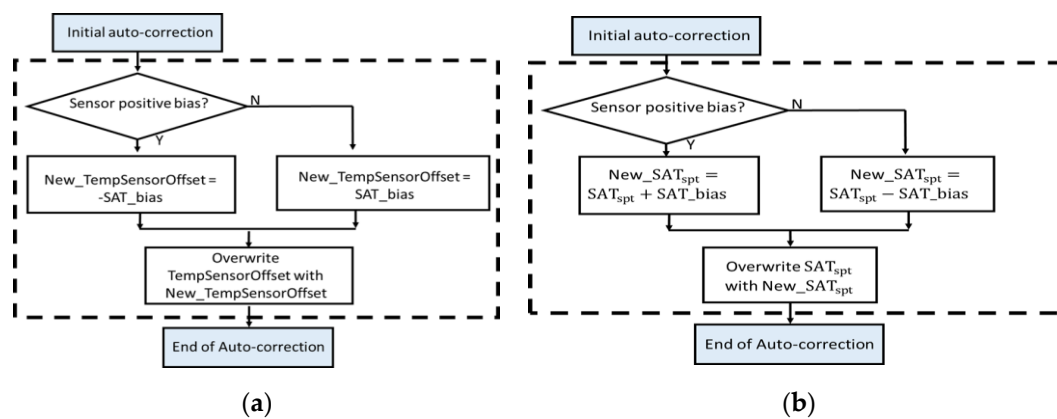 Initial auto-correction
Sensor positive bias?
N
Y
New_TempSensorOffset =
-SAT_bias
New_TempSensorOffset =
SAT_bias
Overwrite
TempSensorOffset with
New_TempSensorOffset
End of Auto-correction
(a)
Initial auto-correction
Sensor positive bias?
N
Y
New_SATspt =
SATspt + SAT_bias
New_SATspt =
SATspt − SAT_bias
Overwrite SATspt
with New_SATspt
End of Auto-correction
(b)